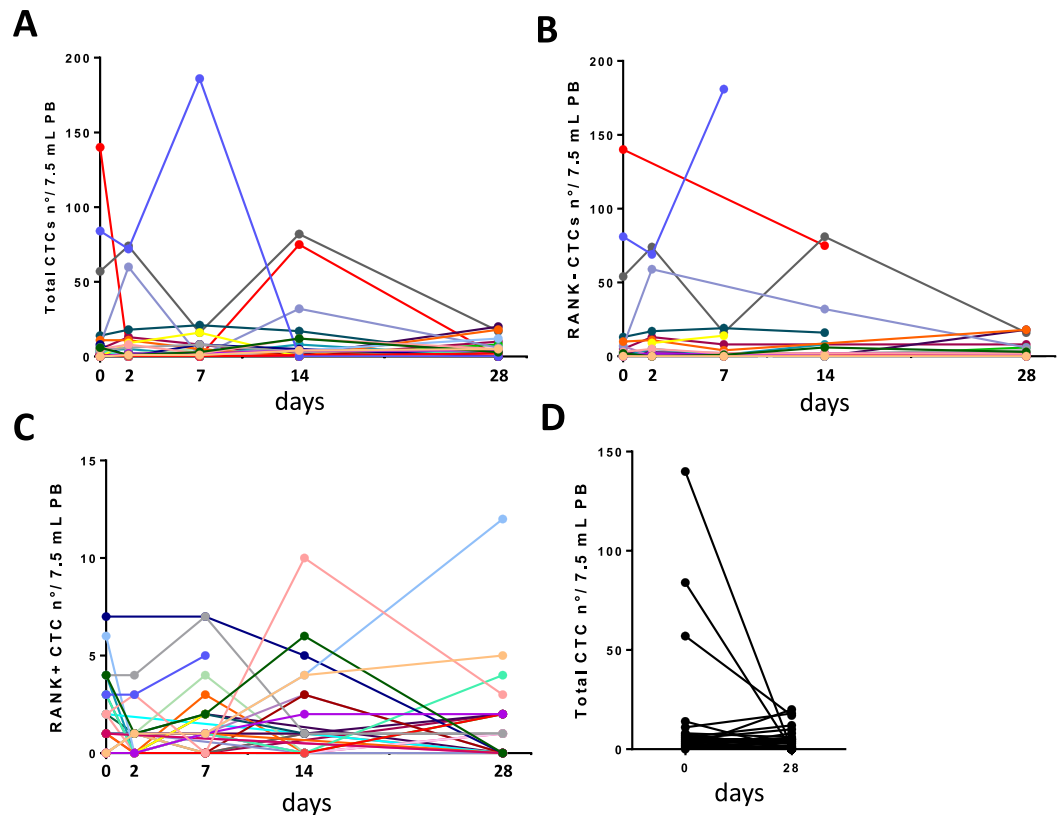 A
Total CTCs n°/ 7.5 mL PB
200
150
100
50
0
0 2 7 14 28
days
B
RANK- CTCs n°/ 7.5 mL PB
200
150
100
50
0
0 2 7 14 28
days
C
RANK+ CTC n°/ 7.5 mL PB
15
10
5
0
0 2 7 14 28
days
D
Total CTC n°/ 7.5 mL PB
150
100
50
0
0 28
days